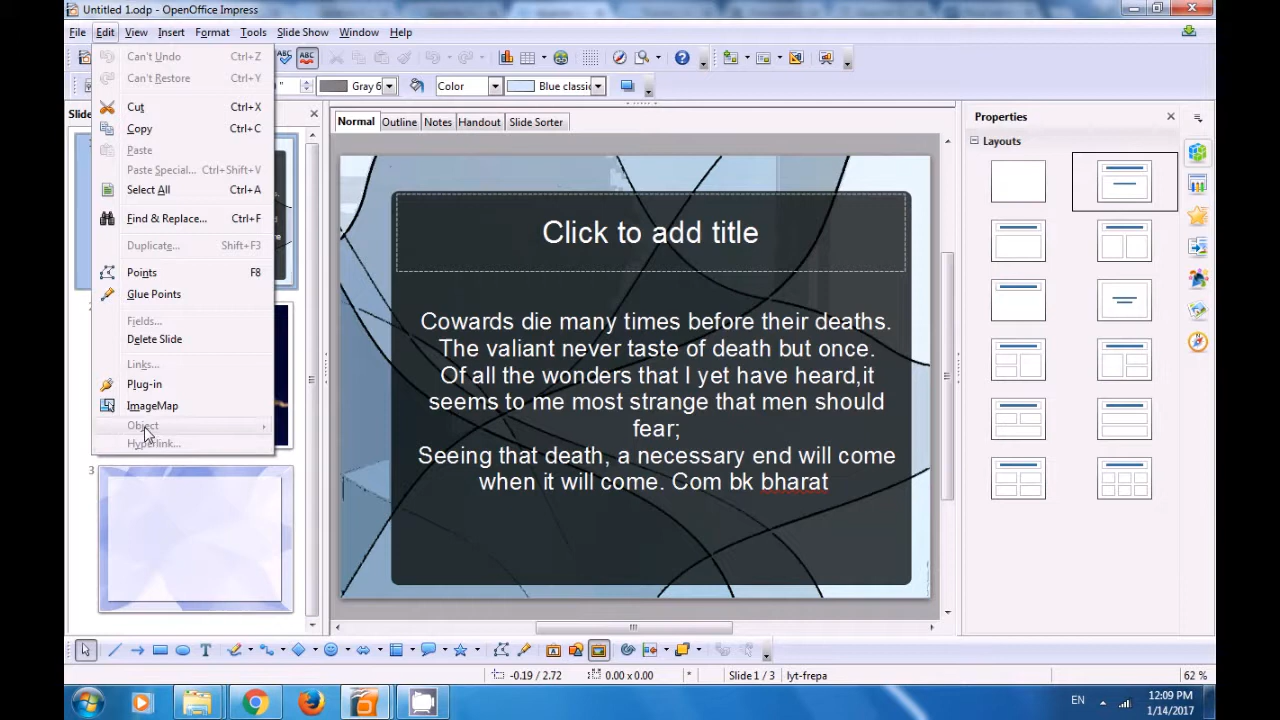 Untitled 1.odp - OpenOffice Impress
File Edit View Insert Format Tools Slide Show Window Help
Can't Undo Ctrl+Z
Can't Restore Ctrl+Y
Cut Ctrl+X
Copy Ctrl+C
Paste
Paste Special... Ctrl+Shift+V
Select All Ctrl+A
Find & Replace... Ctrl+F
Duplicate... Shift+F3
Points F8
Glue Points
Fields...
Delete Slide
Links...
Plug-in
ImageMap
Object
Hyperlink...
Gray 6 Color Blue classic
Normal Outline Notes Handout Slide Sorter
Click to add title
Cowards die many times before their deaths.
The valiant never taste of death but once.
Of all the wonders that I yet have heard,it
seems to me most strange that men should
fear;
Seeing that death, a necessary end will come
when it will come. Com bk bharat
3
Properties
Layouts
-0.19 / 2.72 0.00 x 0.00 * Slide 1 / 3 lyt-frepa 62 %
EN 12:09 PM
1/14/2017